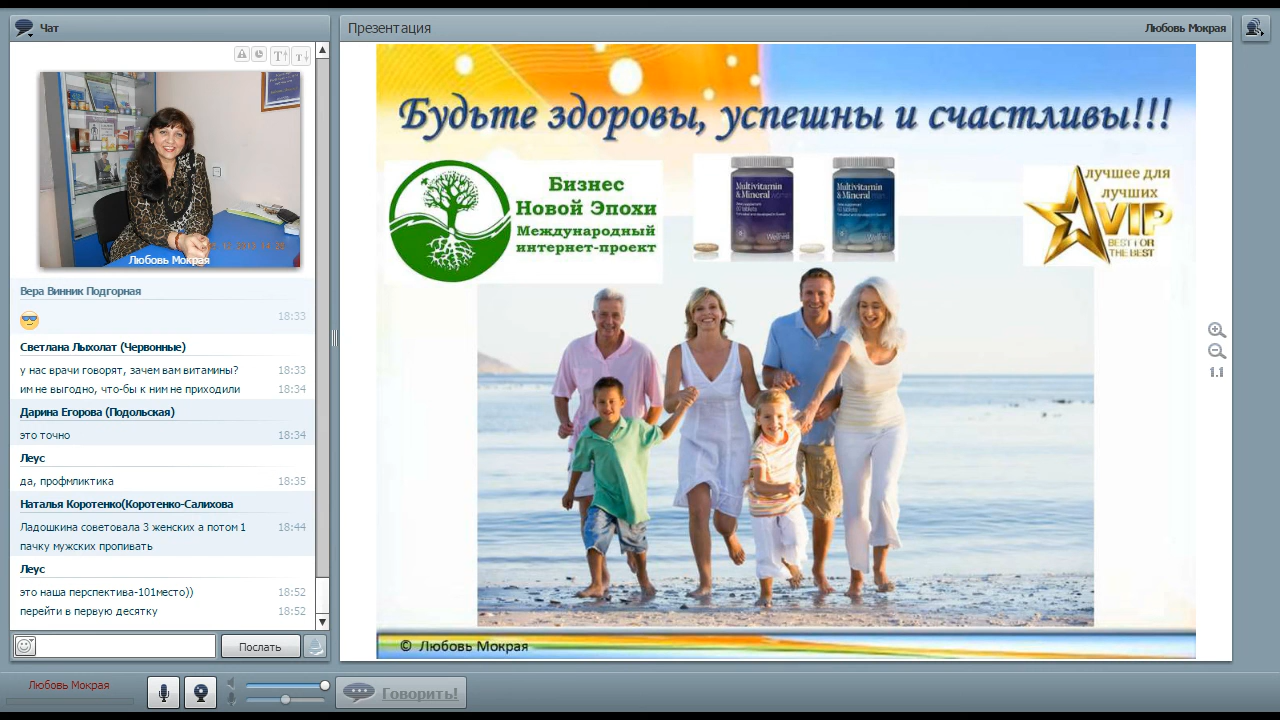 Чат
Любовь Мокрая
Вера Винник Подгорная
18:33
Светлана Лыхолат (Червонные)
у нас врачи говорят, зачем вам витамины? 18:33
им не выгодно, что-бы к ним не приходили 18:34
Дарина Егорова (Подольская)
это точно 18:34
Леус
да, профмликтика 18:35
Наталья Коротенко(Коротенко-Салихова
Ладошкина советовала 3 женских а потом 1 18:44
пачку мужских пропивать
Леус
это наша перспектива-101место)) 18:52
перейти в первую десятку 18:52
Послать
Любовь Мокрая
Говорить!
Презентация
Любовь Мокрая
Будьте здоровы, успешны и счастливы!!!
Бизнес
Новой Эпохи
Международный
интернет-проект
Multivitamin
& Mineral
Multivitamin
& Mineral
лучшее для
лучших
VIP
BEST FOR
THE BEST
1:1
© Любовь Мокрая